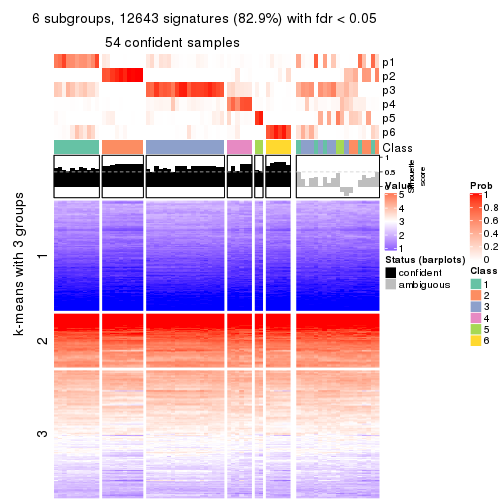 6 subgroups, 12643 signatures (82.9%) with fdr < 0.05
54 confident samples
p1
p2
p3
p4
p5
p6
Class
1
0.5
0
Silhouette
score
k-means with 3 groups
1
2
3
Value
5
4
3
2
1
Status (barplots)
confident
ambiguous
Prob
1
0.8
0.6
0.4
0.2
0
Class
1
2
3
4
5
6